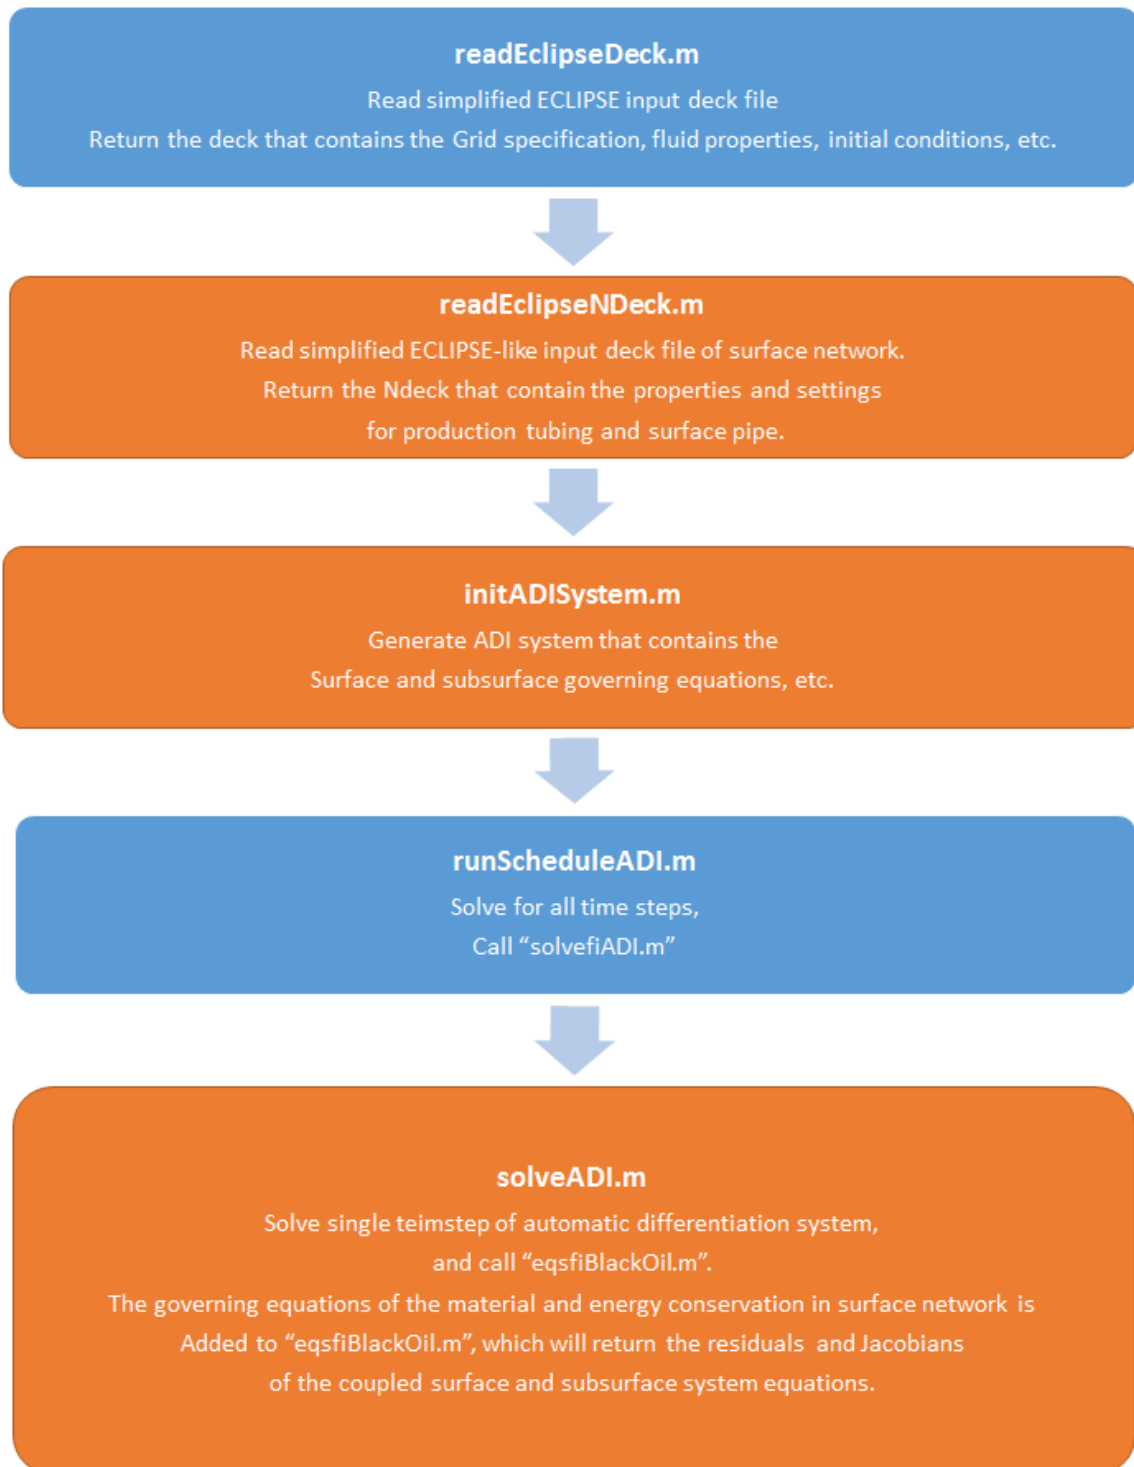 readEclipseDeck.m
Read simplified ECLIPSE input deck file
Return the deck that contains the Grid specification, fluid properties, initial conditions, etc.
readEclipseNDeck.m
Read simplified ECLIPSE-like input deck file of surface network.
Return the Ndeck that contain the properties and settings
for production tubing and surface pipe.
initADISystem.m
Generate ADI system that contains the
Surface and subsurface governing equations, etc.
runScheduleADI.m
Solve for all time steps,
Call “solvefiADI.m”
solveADI.m
Solve single teimstep of automatic differentiation system,
and call “eqsfiBlackOil.m”.
The governing equations of the material and energy conservation in surface network is
Added to “eqsfiBlackOil.m”, which will return the residuals and Jacobians
of the coupled surface and subsurface system equations.